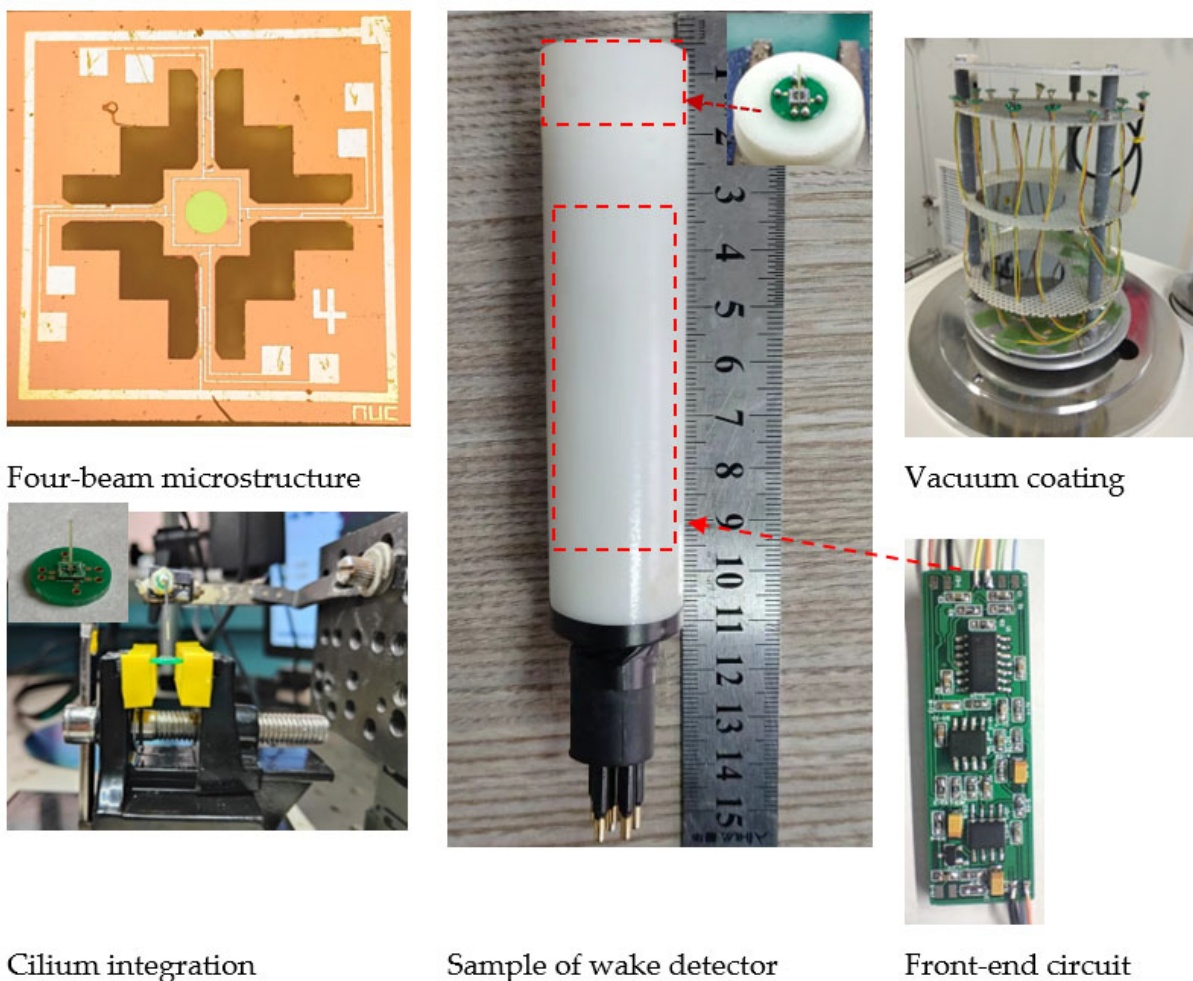 4
nuc
1
2
3
4
5
6
7
8
9
10
11
12
13
14
15
Four-beam microstructure
Vacuum coating
Cilium integration
Sample of wake detector
Front-end circuit